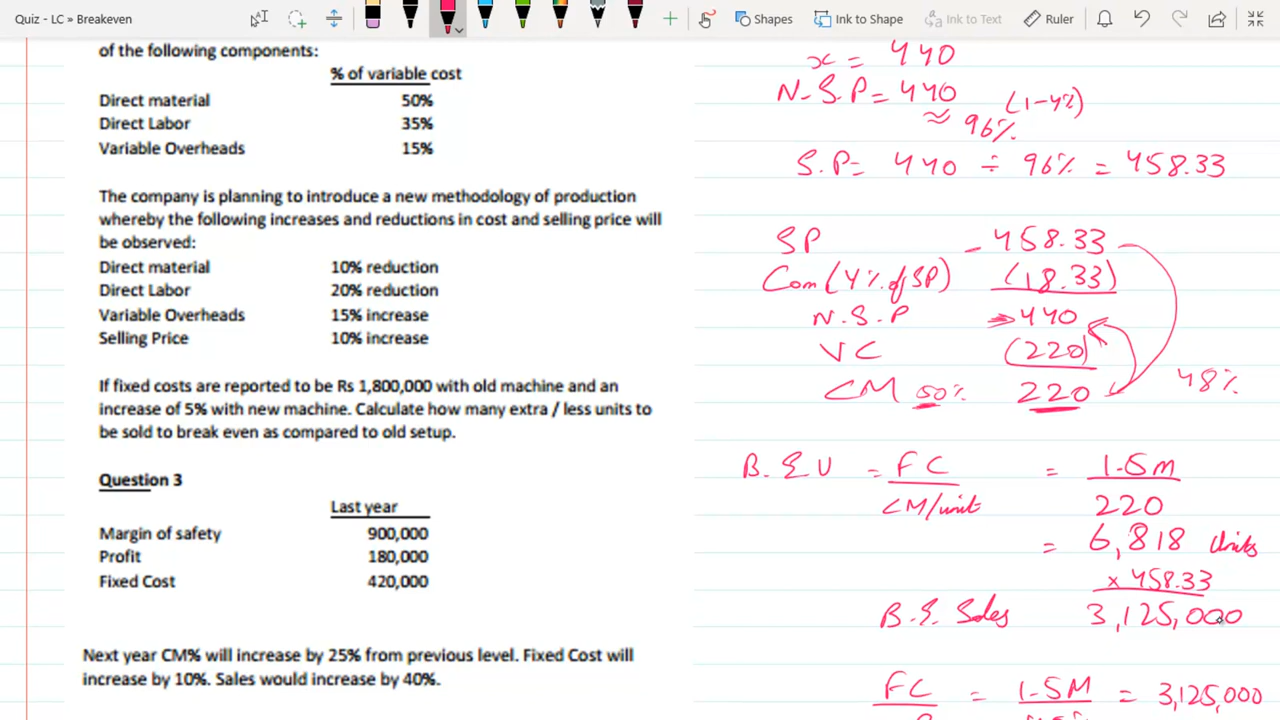 Quiz - LC » Breakeven
Shapes
Ink to Shape
Ink to Text
Ruler
of the following components:
% of variable cost
Direct material 50%
Direct Labor 35%
Variable Overheads 15%
The company is planning to introduce a new methodology of production
whereby the following increases and reductions in cost and selling price will
be observed:
Direct material 10% reduction
Direct Labor 20% reduction
Variable Overheads 15% increase
Selling Price 10% increase
If fixed costs are reported to be Rs 1,800,000 with old machine and an
increase of 5% with new machine. Calculate how many extra / less units to
be sold to break even as compared to old setup.
Question 3
Last year
Margin of safety 900,000
Profit 180,000
Fixed Cost 420,000
Next year CM% will increase by 25% from previous level. Fixed Cost will
increase by 10%. Sales would increase by 40%.
x = 440
N.S.P = 440 (1-4%)
≈ 96%
S.P = 440 ÷ 96% = 458.33
SP 458.33
Com (4% of SP) (18.33)
N.S.P 440
VC (220)
CM 50% 220 48%
B.E U = FC = 1.5M
CM/unit 220
= 6,818 Units
× 458.33
B.E. Sales 3,125,000
FC = 1.5M = 3,125,000